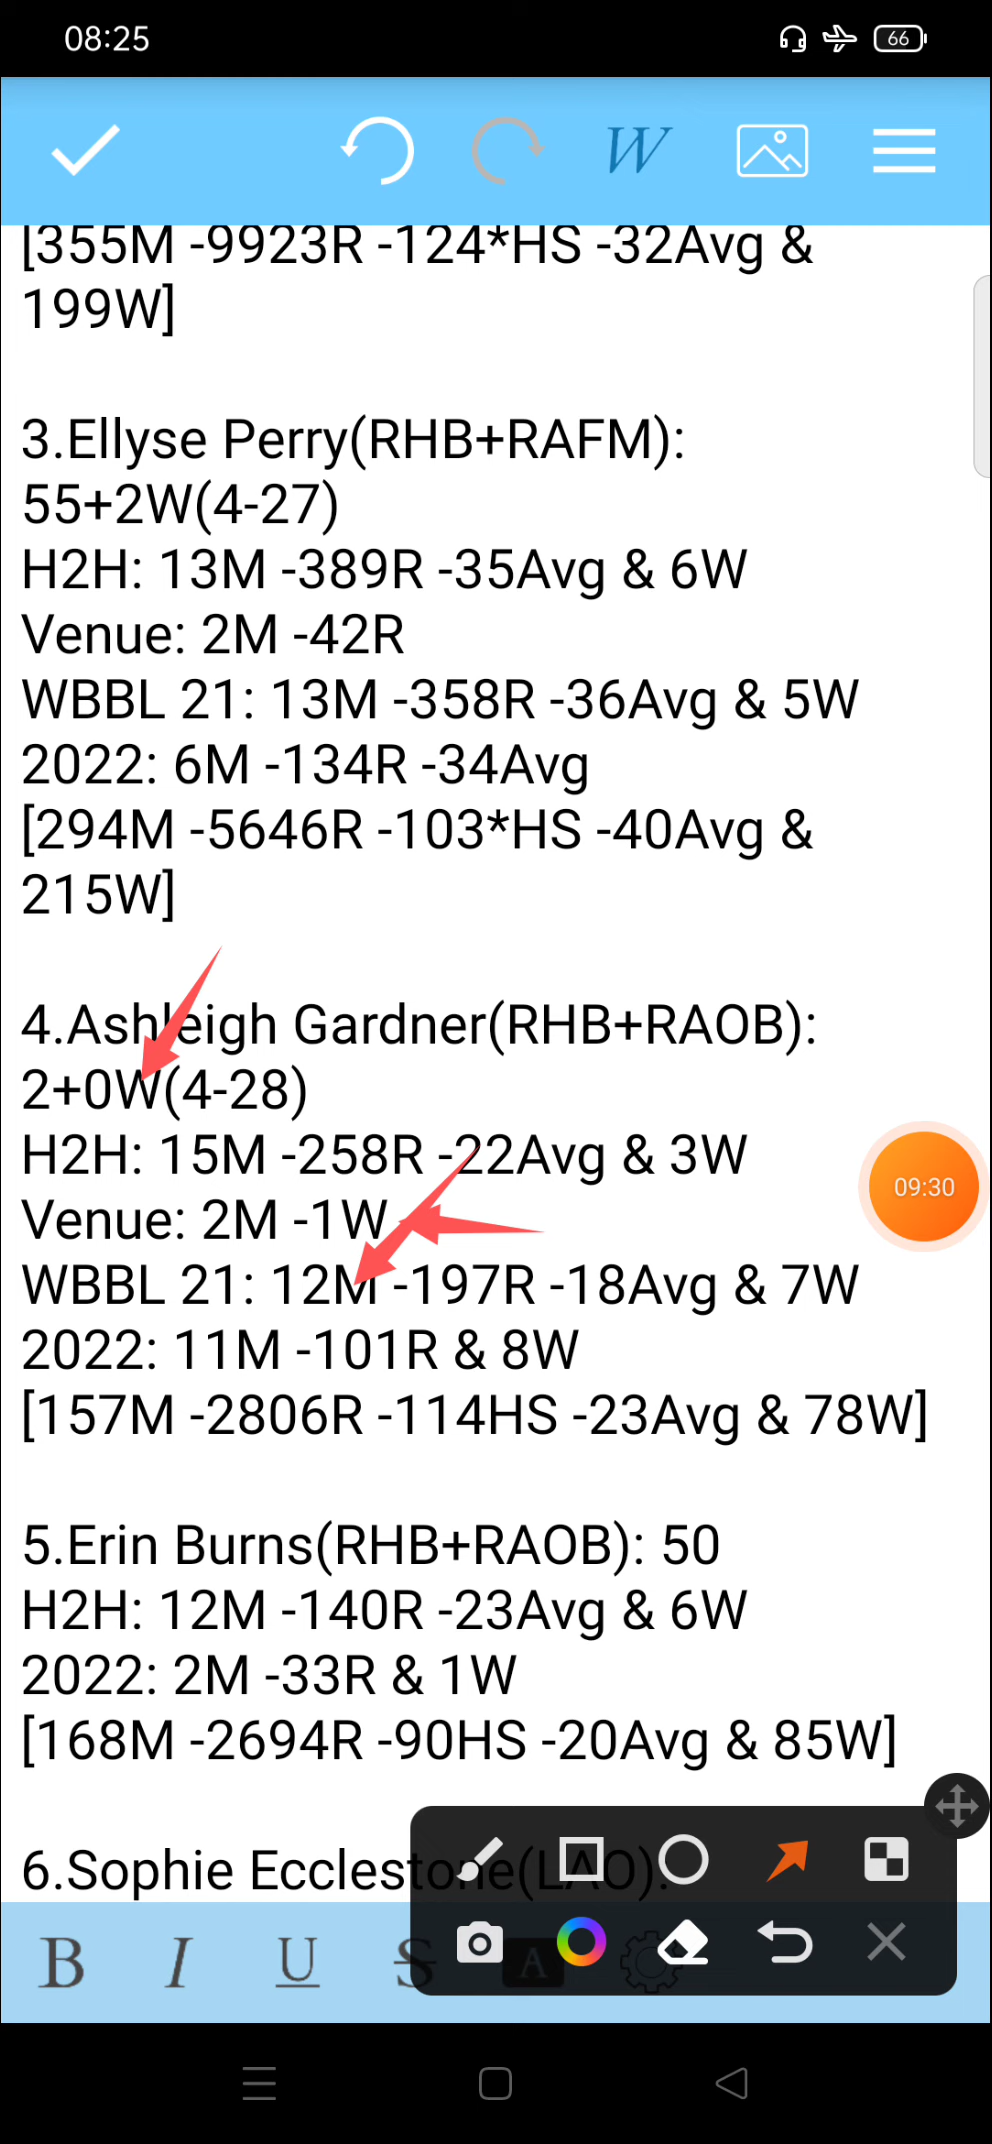 08:25
66
W
[355M -9923R -124*HS -32Avg &
199W]
3.Ellyse Perry(RHB+RAFM):
55+2W(4-27)
H2H: 13M -389R -35Avg & 6W
Venue: 2M -42R
WBBL 21: 13M -358R -36Avg & 5W
2022: 6M -134R -34Avg
[294M -5646R -103*HS -40Avg &
215W]
4.Ashleigh Gardner(RHB+RAOB):
2+0W(4-28)
H2H: 15M -258R -22Avg & 3W
09:30
Venue: 2M -1W
WBBL 21: 12M -197R -18Avg & 7W
2022: 11M -101R & 8W
[157M -2806R -114HS -23Avg & 78W]
5.Erin Burns(RHB+RAOB): 50
H2H: 12M -140R -23Avg & 6W
2022: 2M -33R & 1W
[168M -2694R -90HS -20Avg & 85W]
6.Sophie Ecclestone(LAO):
B I U S A